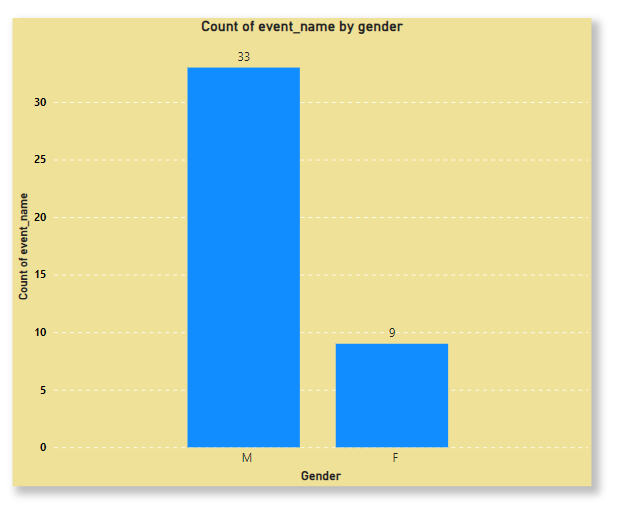 Count of event_name by gender
33
30
25
20
15
10
5
0
Count of event_name
9
M F
Gender